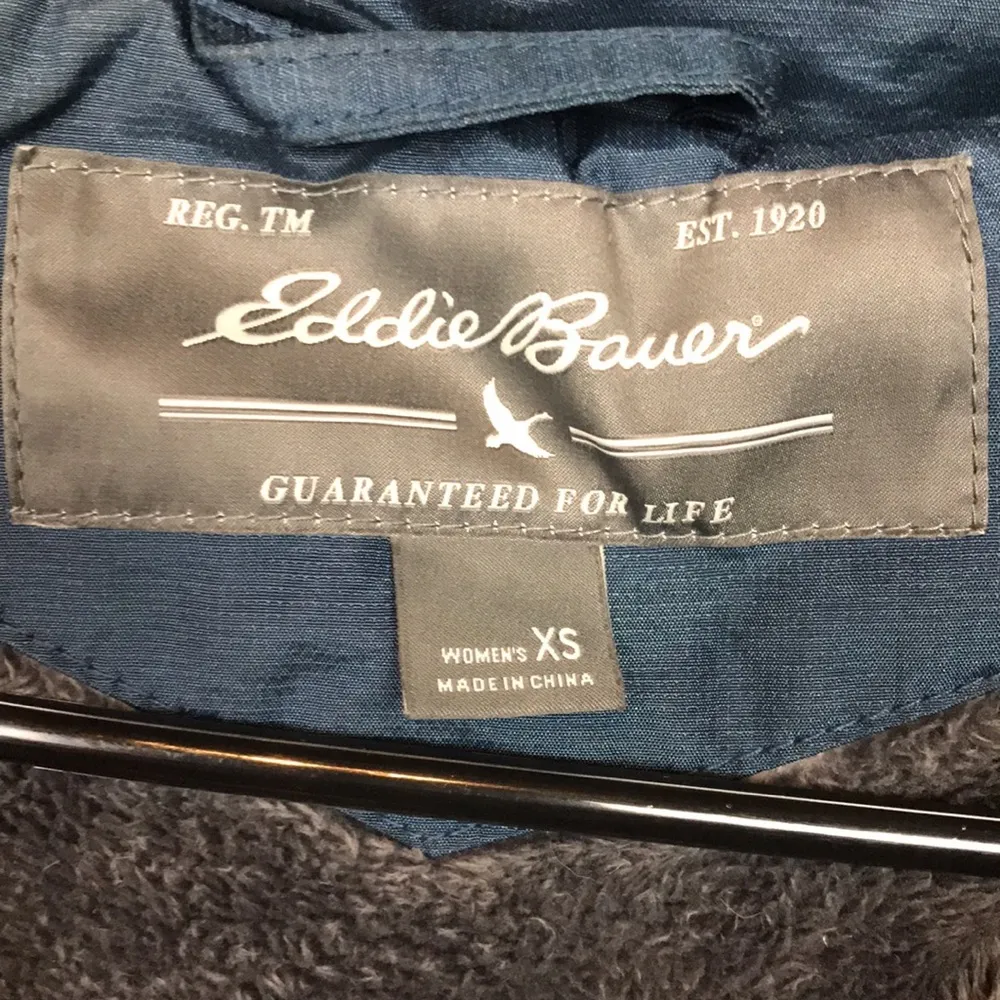 REG. TM
EST. 1920
Eddie Bauer®
GUARANTEED FOR LIFE
WOMEN'S XS
MADE IN CHINA